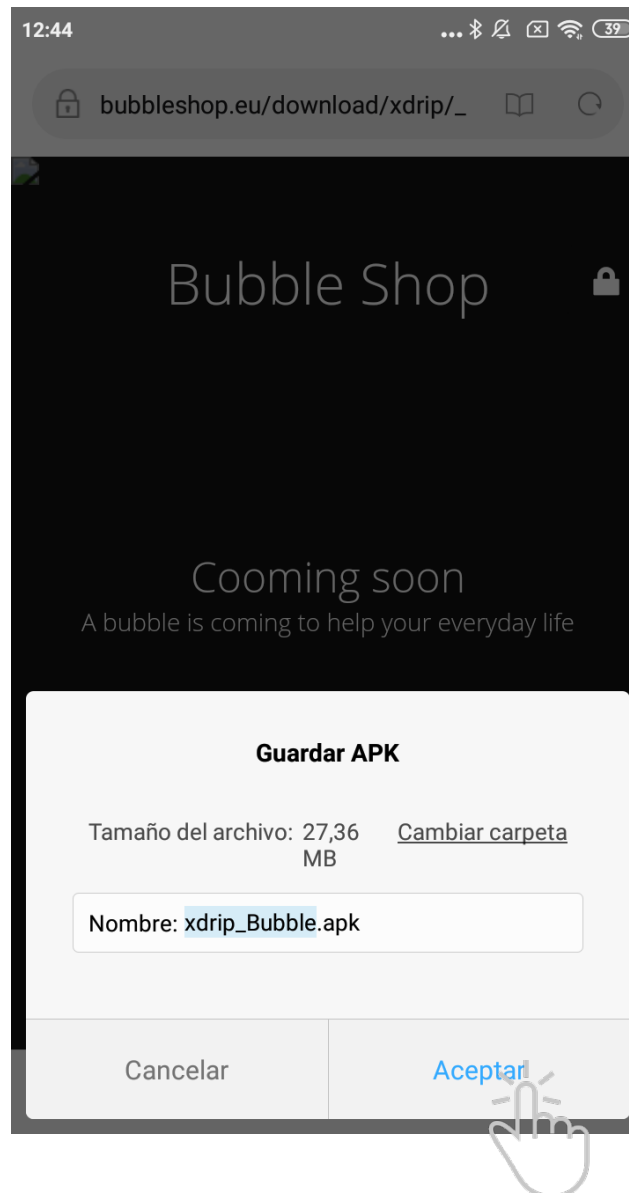 12:44
39
bubbleshop.eu/download/xdrip/_
Bubble Shop
Cooming soon
A bubble is coming to help your everyday life
Guardar APK
Tamaño del archivo: 27,36 MB
Cambiar carpeta
Nombre: xdrip_Bubble.apk
Cancelar
Aceptar